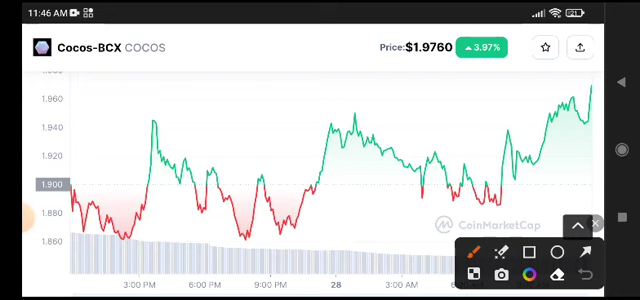 11:46 AM 21
Cocos-BCX COCOS Price:$1.9760 3.97%
1.960
1.940
1.920
1.900
1.880
1.860
CoinMarketCap
3:00 PM 6:00 PM 9:00 PM 28 3:00 AM